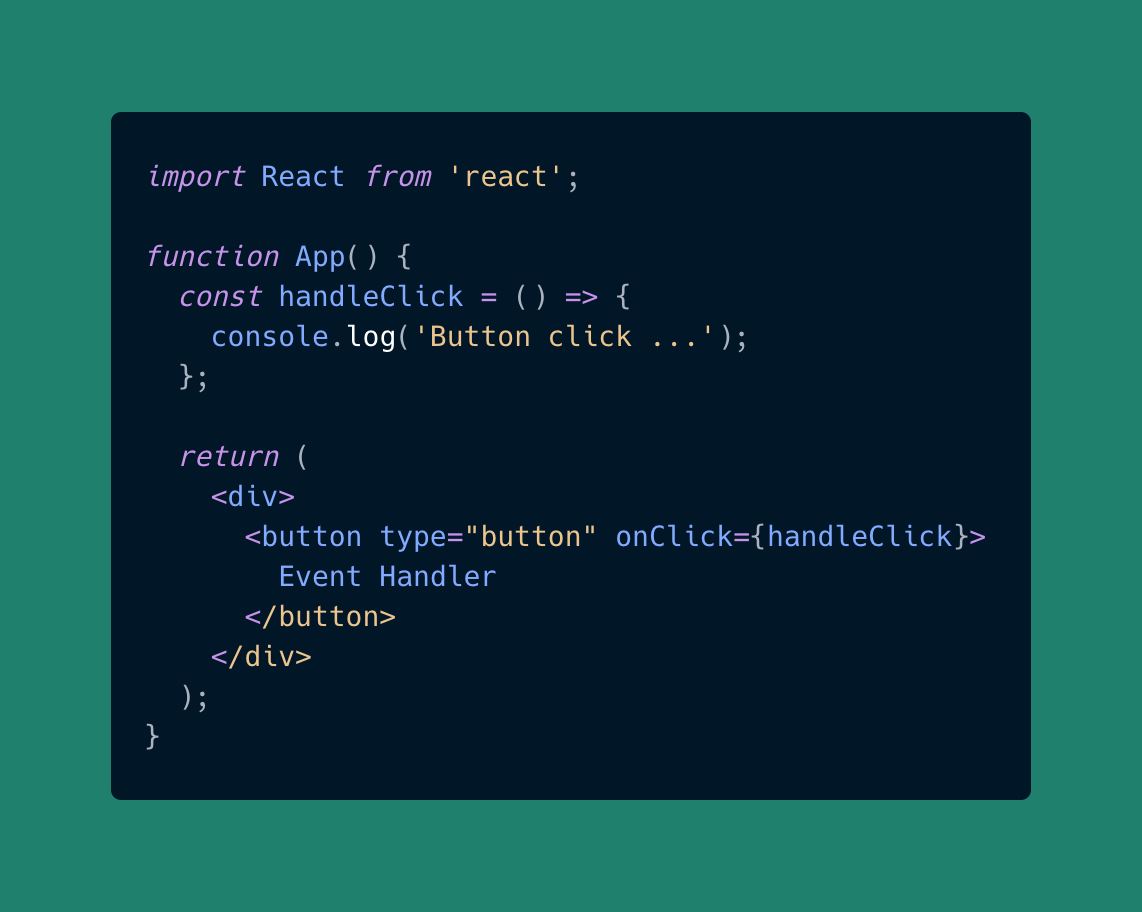 import React from 'react';

function App() {
  const handleClick = () => {
    console.log('Button click ...');
  };

  return (
    <div>
      <button type="button" onClick={handleClick}>
        Event Handler
      </button>
    </div>
  );
}